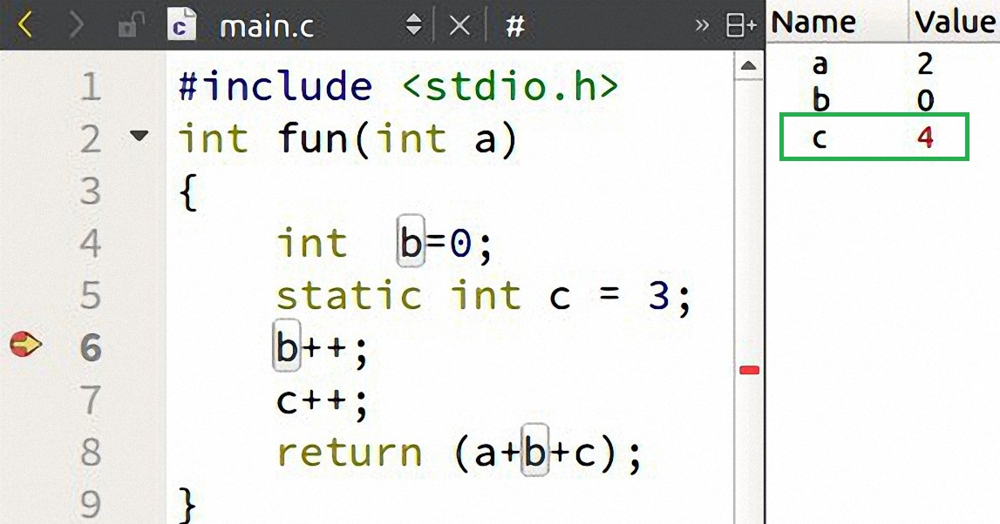 main.c # » Name Value
1 #include <stdio.h> a 2
b 0
2 int fun(int a) c 4
3 {
4 int b=0;
5 static int c = 3;
6 b++;
7 c++;
8 return (a+b+c);
9 }